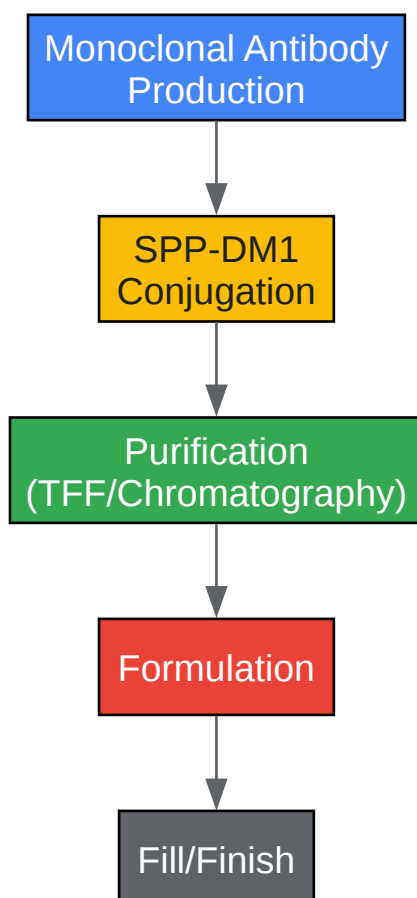 Monoclonal Antibody
Production
SPP-DM1
Conjugation
Purification
(TFF/Chromatography)
Formulation
Fill/Finish